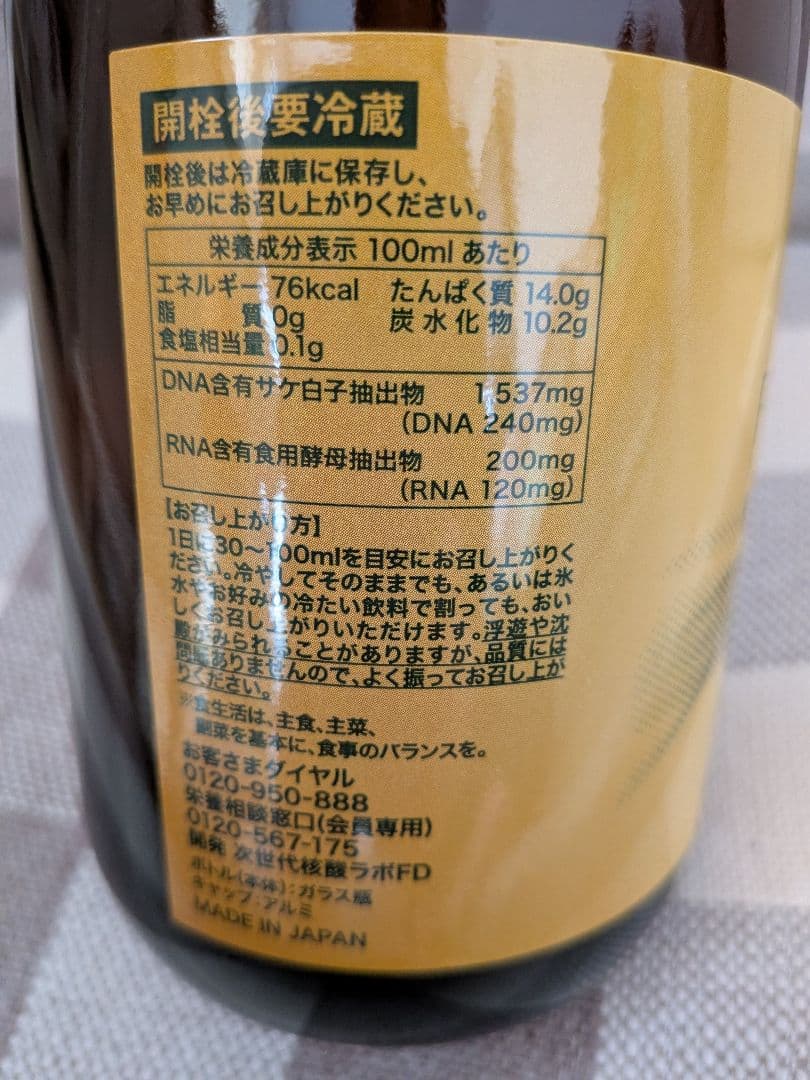 開栓後要冷蔵
開栓後は冷蔵庫に保存し、
お早めにお召し上がりください。
栄養成分表示 100ml あたり
エネルギー 76kcal たんぱく質 14.0g
脂質 0g 炭水化物 10.2g
食塩相当量 0.1g
DNA含有サケ白子抽出物 1,537mg
(DNA 240mg)
RNA含有食用酵母抽出物 200mg
(RNA 120mg)
【お召し上がり方】
1日に30～100mlを目安にお召し上がりく
ださい。冷やしてそのままでも、あるいは氷
水やお好みの冷たい飲料で割っても、おい
しくお召し上がりいただけます。浮遊や沈
殿がみられることがありますが、品質には
問題ありませんので、よく振ってお召し上が
りください。
※食生活は、主食、主菜、
副菜を基本に、食事のバランスを。
お客さまダイヤル
0120-950-888
栄養相談窓口(会員専用)
0120-567-175
開発 次世代核酸ラボFD
ボトル(本体):ガラス瓶
キャップ:アルミ
MADE IN JAPAN